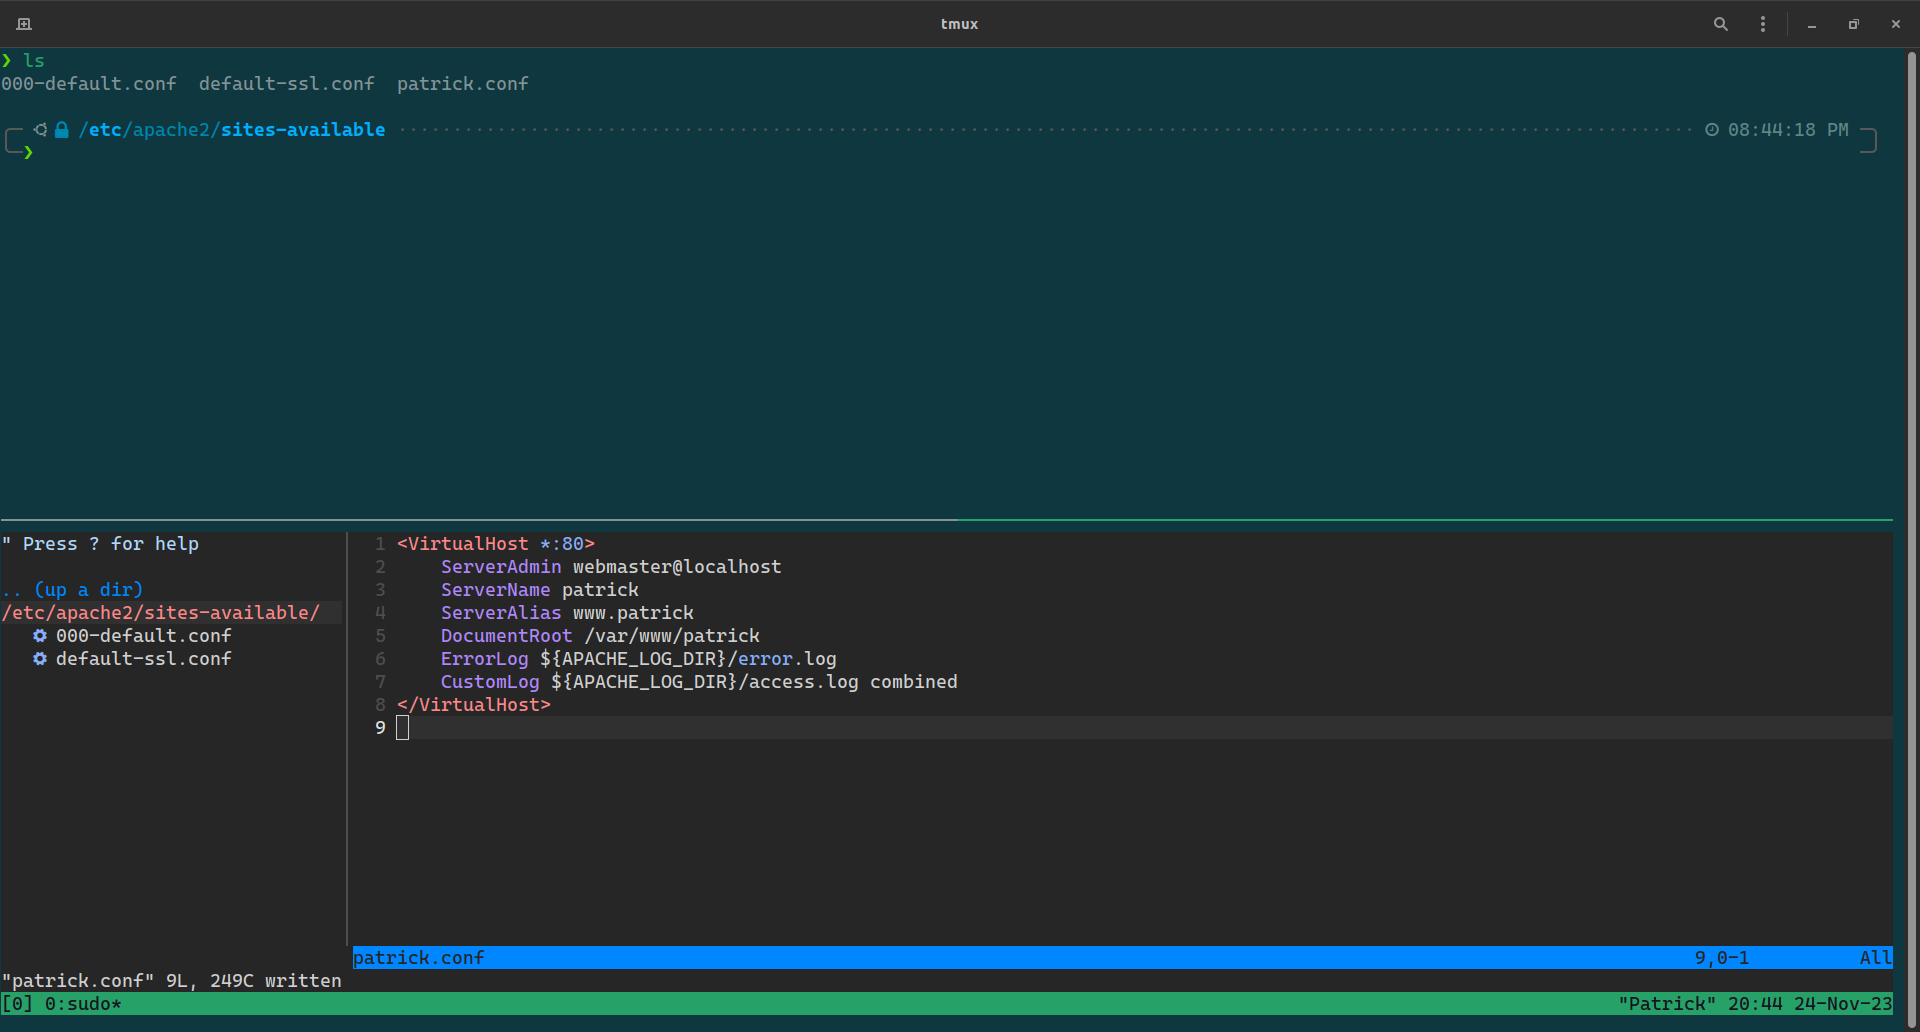 tmux
❯ ls
000-default.conf  default-ssl.conf  patrick.conf
/etc/apache2/sites-available 08:44:18 PM
❯
" Press ? for help
.. (up a dir)
/etc/apache2/sites-available/
000-default.conf
default-ssl.conf
1 <VirtualHost *:80>
2     ServerAdmin webmaster@localhost
3     ServerName patrick
4     ServerAlias www.patrick
5     DocumentRoot /var/www/patrick
6     ErrorLog ${APACHE_LOG_DIR}/error.log
7     CustomLog ${APACHE_LOG_DIR}/access.log combined
8 </VirtualHost>
9
patrick.conf 9,0-1 All
"patrick.conf" 9L, 249C written
[0] 0:sudo* "Patrick" 20:44 24-Nov-23